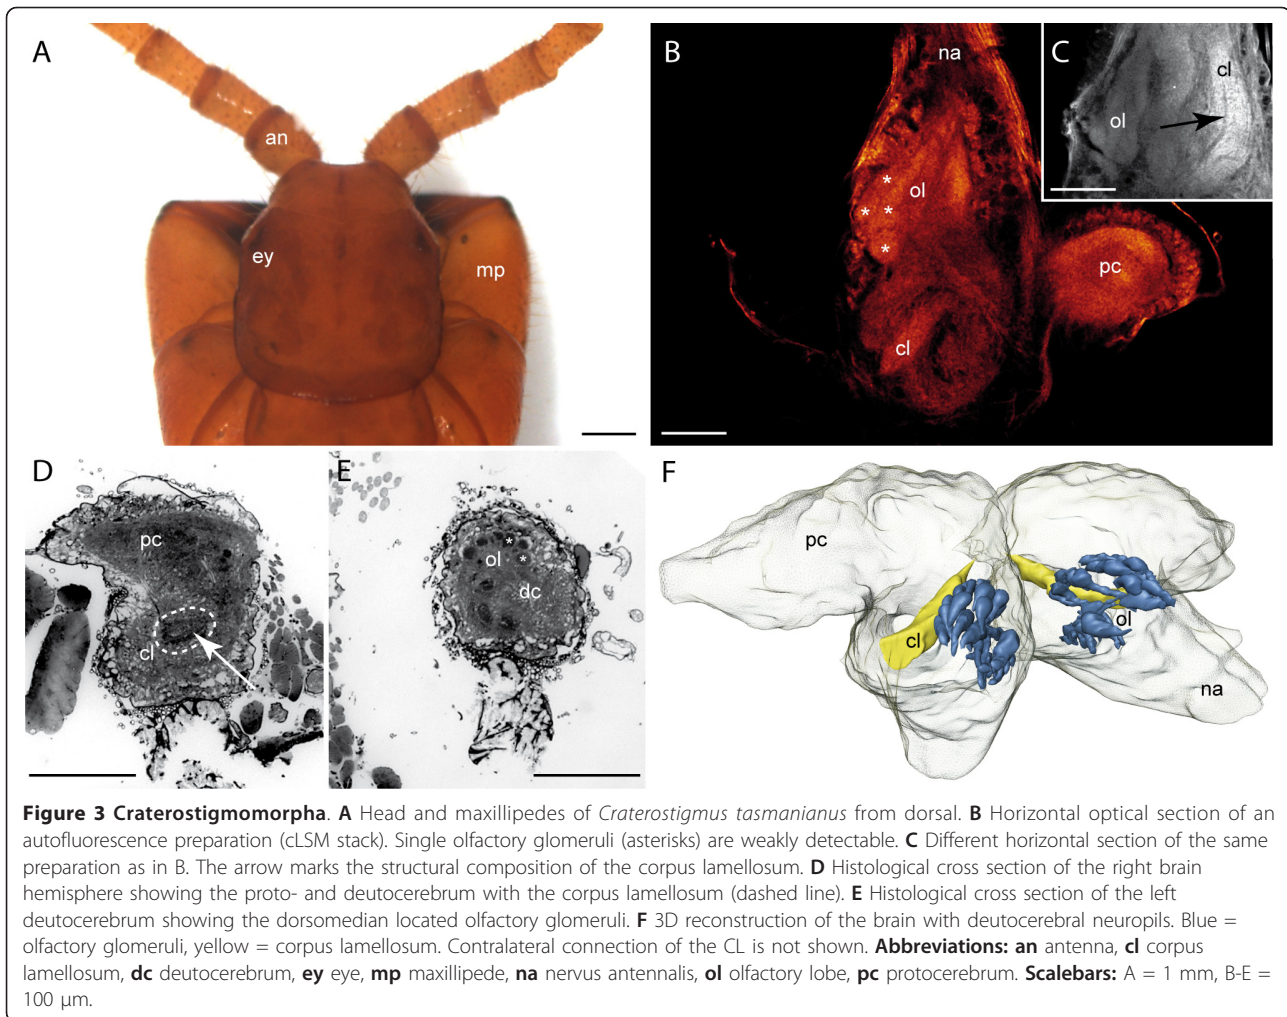 A
an
ey
mp
B
na
ol
*
* *
*
cl
pc
C
cl
ol
D
pc
cl
E
ol
*
*
dc
F
pc
cl
ol
na
Figure 3 Craterostigmomorpha. A Head and maxillipedes of Craterostigmus tasmanianus from dorsal. B Horizontal optical section of an
autofluorescence preparation (cLSM stack). Single olfactory glomeruli (asterisks) are weakly detectable. C Different horizontal section of the same
preparation as in B. The arrow marks the structural composition of the corpus lamellosum. D Histological cross section of the right brain
hemisphere showing the proto- and deutocerebrum with the corpus lamellosum (dashed line). E Histological cross section of the left
deutocerebrum showing the dorsomedian located olfactory glomeruli. F 3D reconstruction of the brain with deutocerebral neuropils. Blue =
olfactory glomeruli, yellow = corpus lamellosum. Contralateral connection of the CL is not shown. Abbreviations: an antenna, cl corpus
lamellosum, dc deutocerebrum, ey eye, mp maxillipede, na nervus antennalis, ol olfactory lobe, pc protocerebrum. Scalebars: A = 1 mm, B-E =
100 μm.